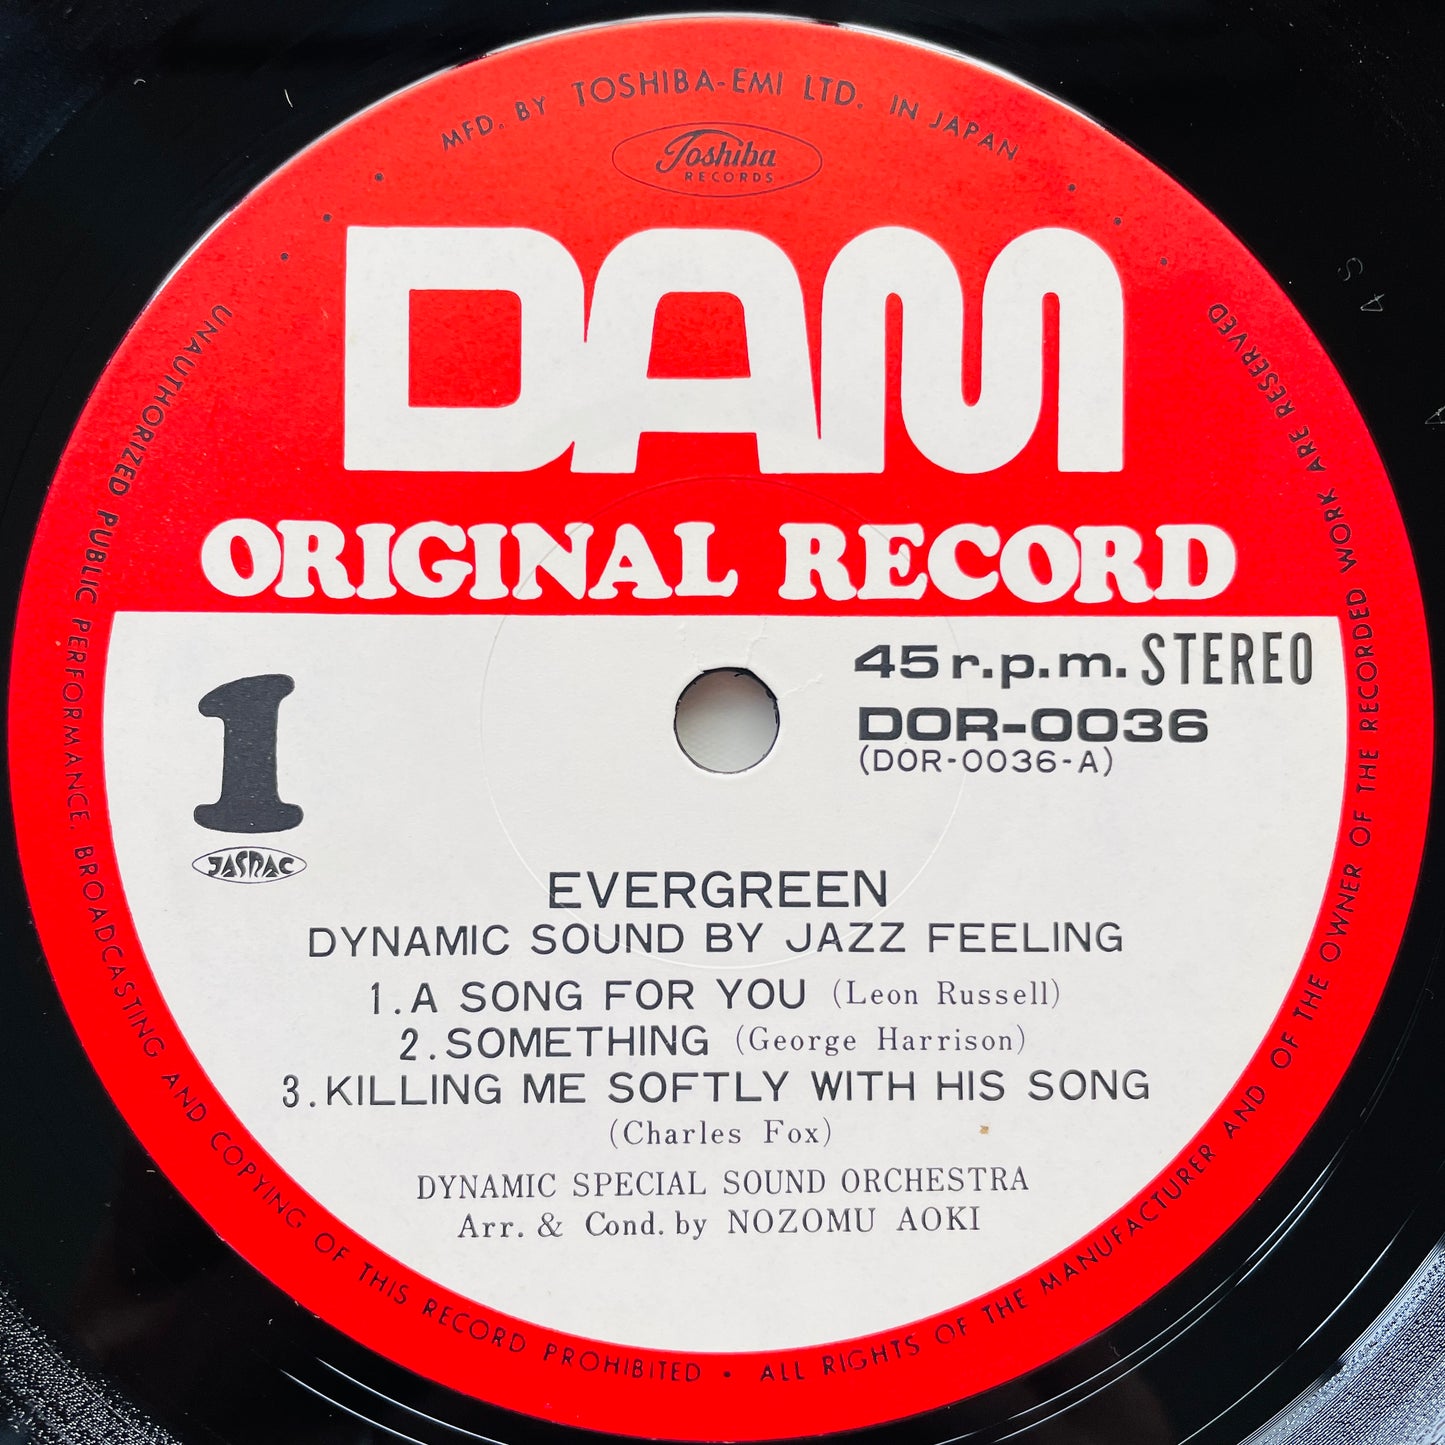 MFD. BY TOSHIBA-EMI LTD. IN JAPAN
Toshiba
RECORDS
DAM
ORIGINAL RECORD
45 r.p.m. STEREO
DOR-0036
(DOR-0036-A)
1
JASRAC
EVERGREEN
DYNAMIC SOUND BY JAZZ FEELING
1. A SONG FOR YOU (Leon Russell)
2. SOMETHING (George Harrison)
3. KILLING ME SOFTLY WITH HIS SONG
(Charles Fox)
DYNAMIC SPECIAL SOUND ORCHESTRA
Arr. & Cond. by NOZOMU AOKI
UNAUTHORIZED PUBLIC PERFORMANCE. BROADCASTING AND COPYING OF THIS RECORD PROHIBITED • ALL RIGHTS OF THE MANUFACTURER AND OF THE OWNER OF THE RECORDED WORK ARE RESERVED